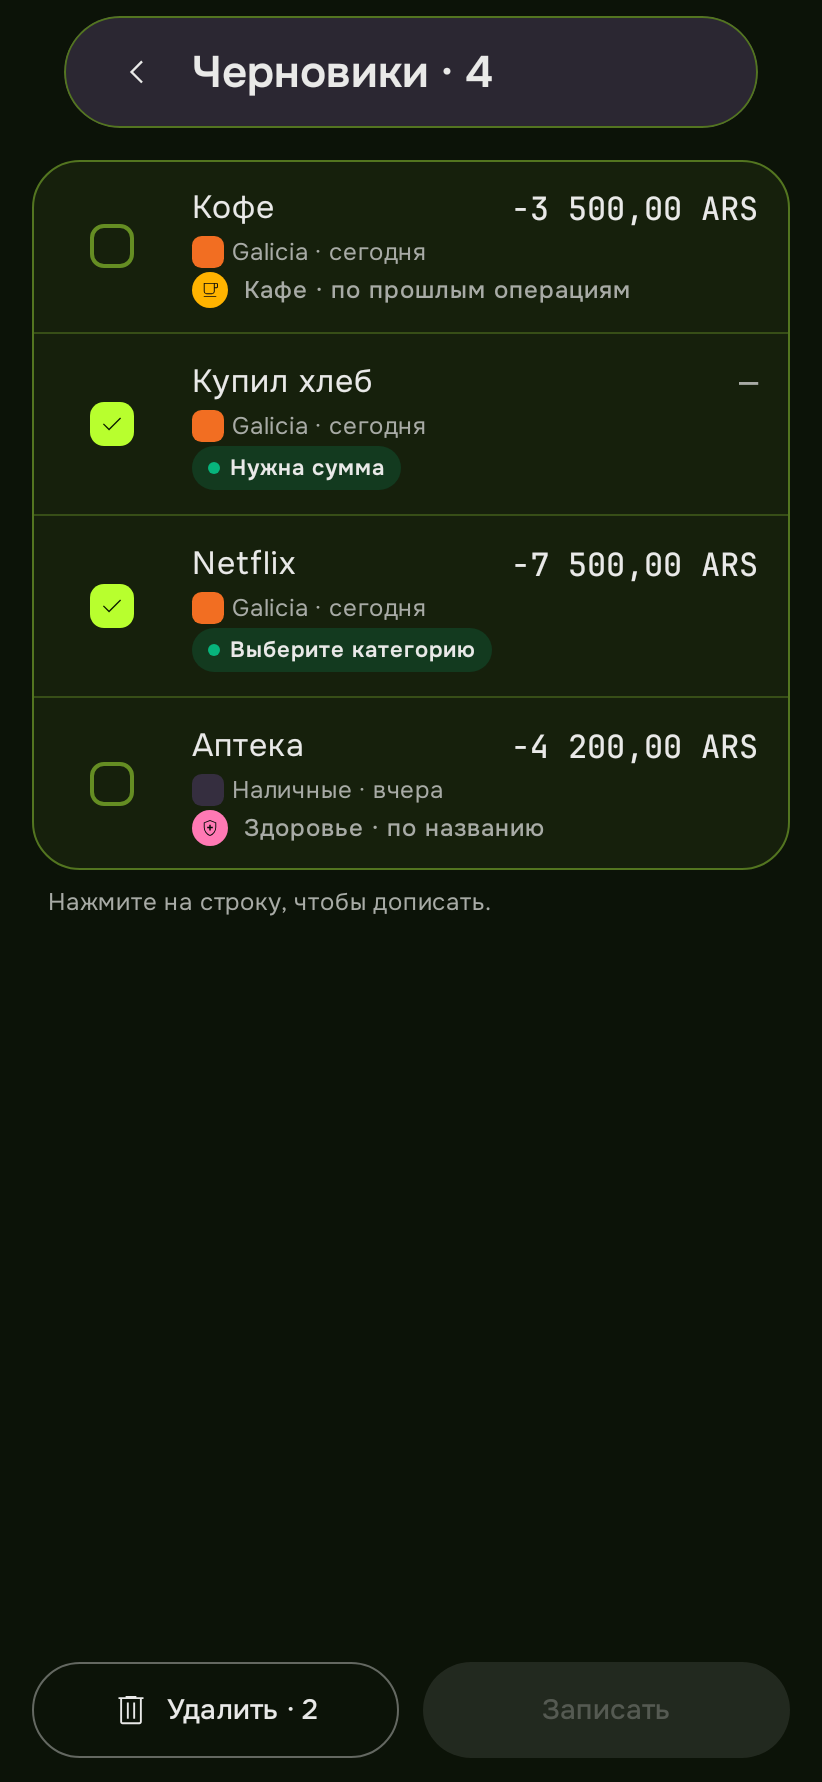 Черновики · 4
Кофе
-3 500,00 ARS
Galicia · сегодня
Кафе · по прошлым операциям
Купил хлеб
—
Galicia · сегодня
Нужна сумма
Netflix
-7 500,00 ARS
Galicia · сегодня
Выберите категорию
Аптека
-4 200,00 ARS
Наличные · вчера
Здоровье · по названию
Нажмите на строку, чтобы дописать.
Удалить · 2
Записать